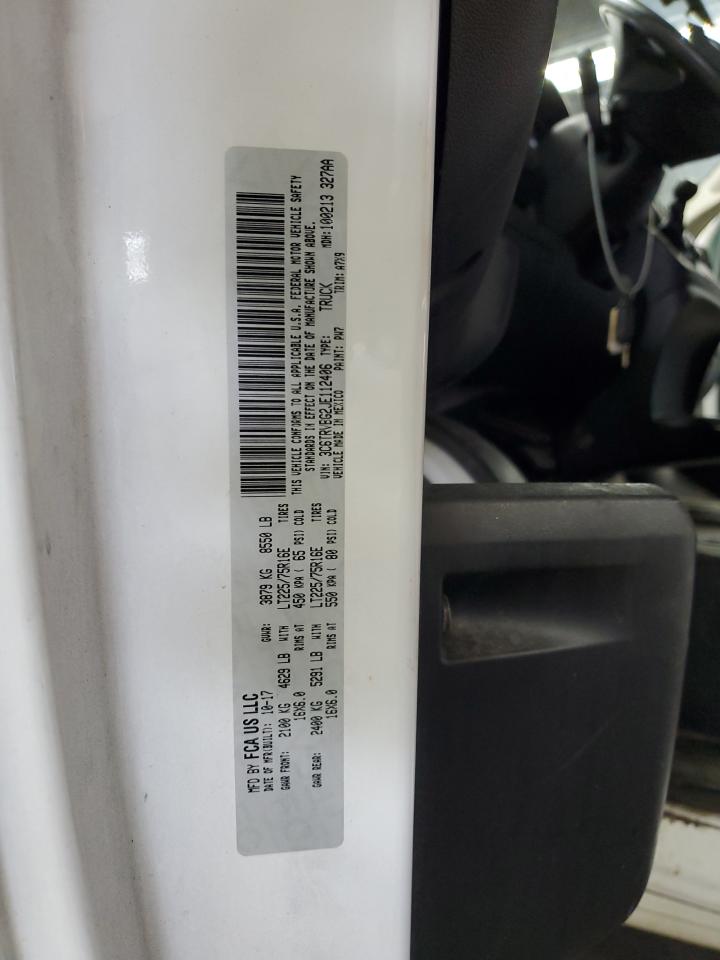 MFD BY FCA US LLC
DATE OF MFR(BUILT): 10-17 GVWR: 3879 KG 8550 LB
GAWR FRONT: 2100 KG 4629 LB WITH LT225/75R16E TIRES
16X6.0 RIMS AT 450 KPA ( 65 PSI) COLD
GAWR REAR: 2400 KG 5291 LB WITH LT225/75R16E TIRES
16X6.0 RIMS AT 550 KPA ( 80 PSI) COLD
THIS VEHICLE CONFORMS TO ALL APPLICABLE U.S.A. FEDERAL MOTOR VEHICLE SAFETY
STANDARDS IN EFFECT ON THE DATE OF MANUFACTURE SHOWN ABOVE.
VIN: 3C6TRVBG2JE112406 TYPE: TRUCK MDH: 100213 327AA
VEHICLE MADE IN MEXICO PAINT: PW7 TRIM: A7X9